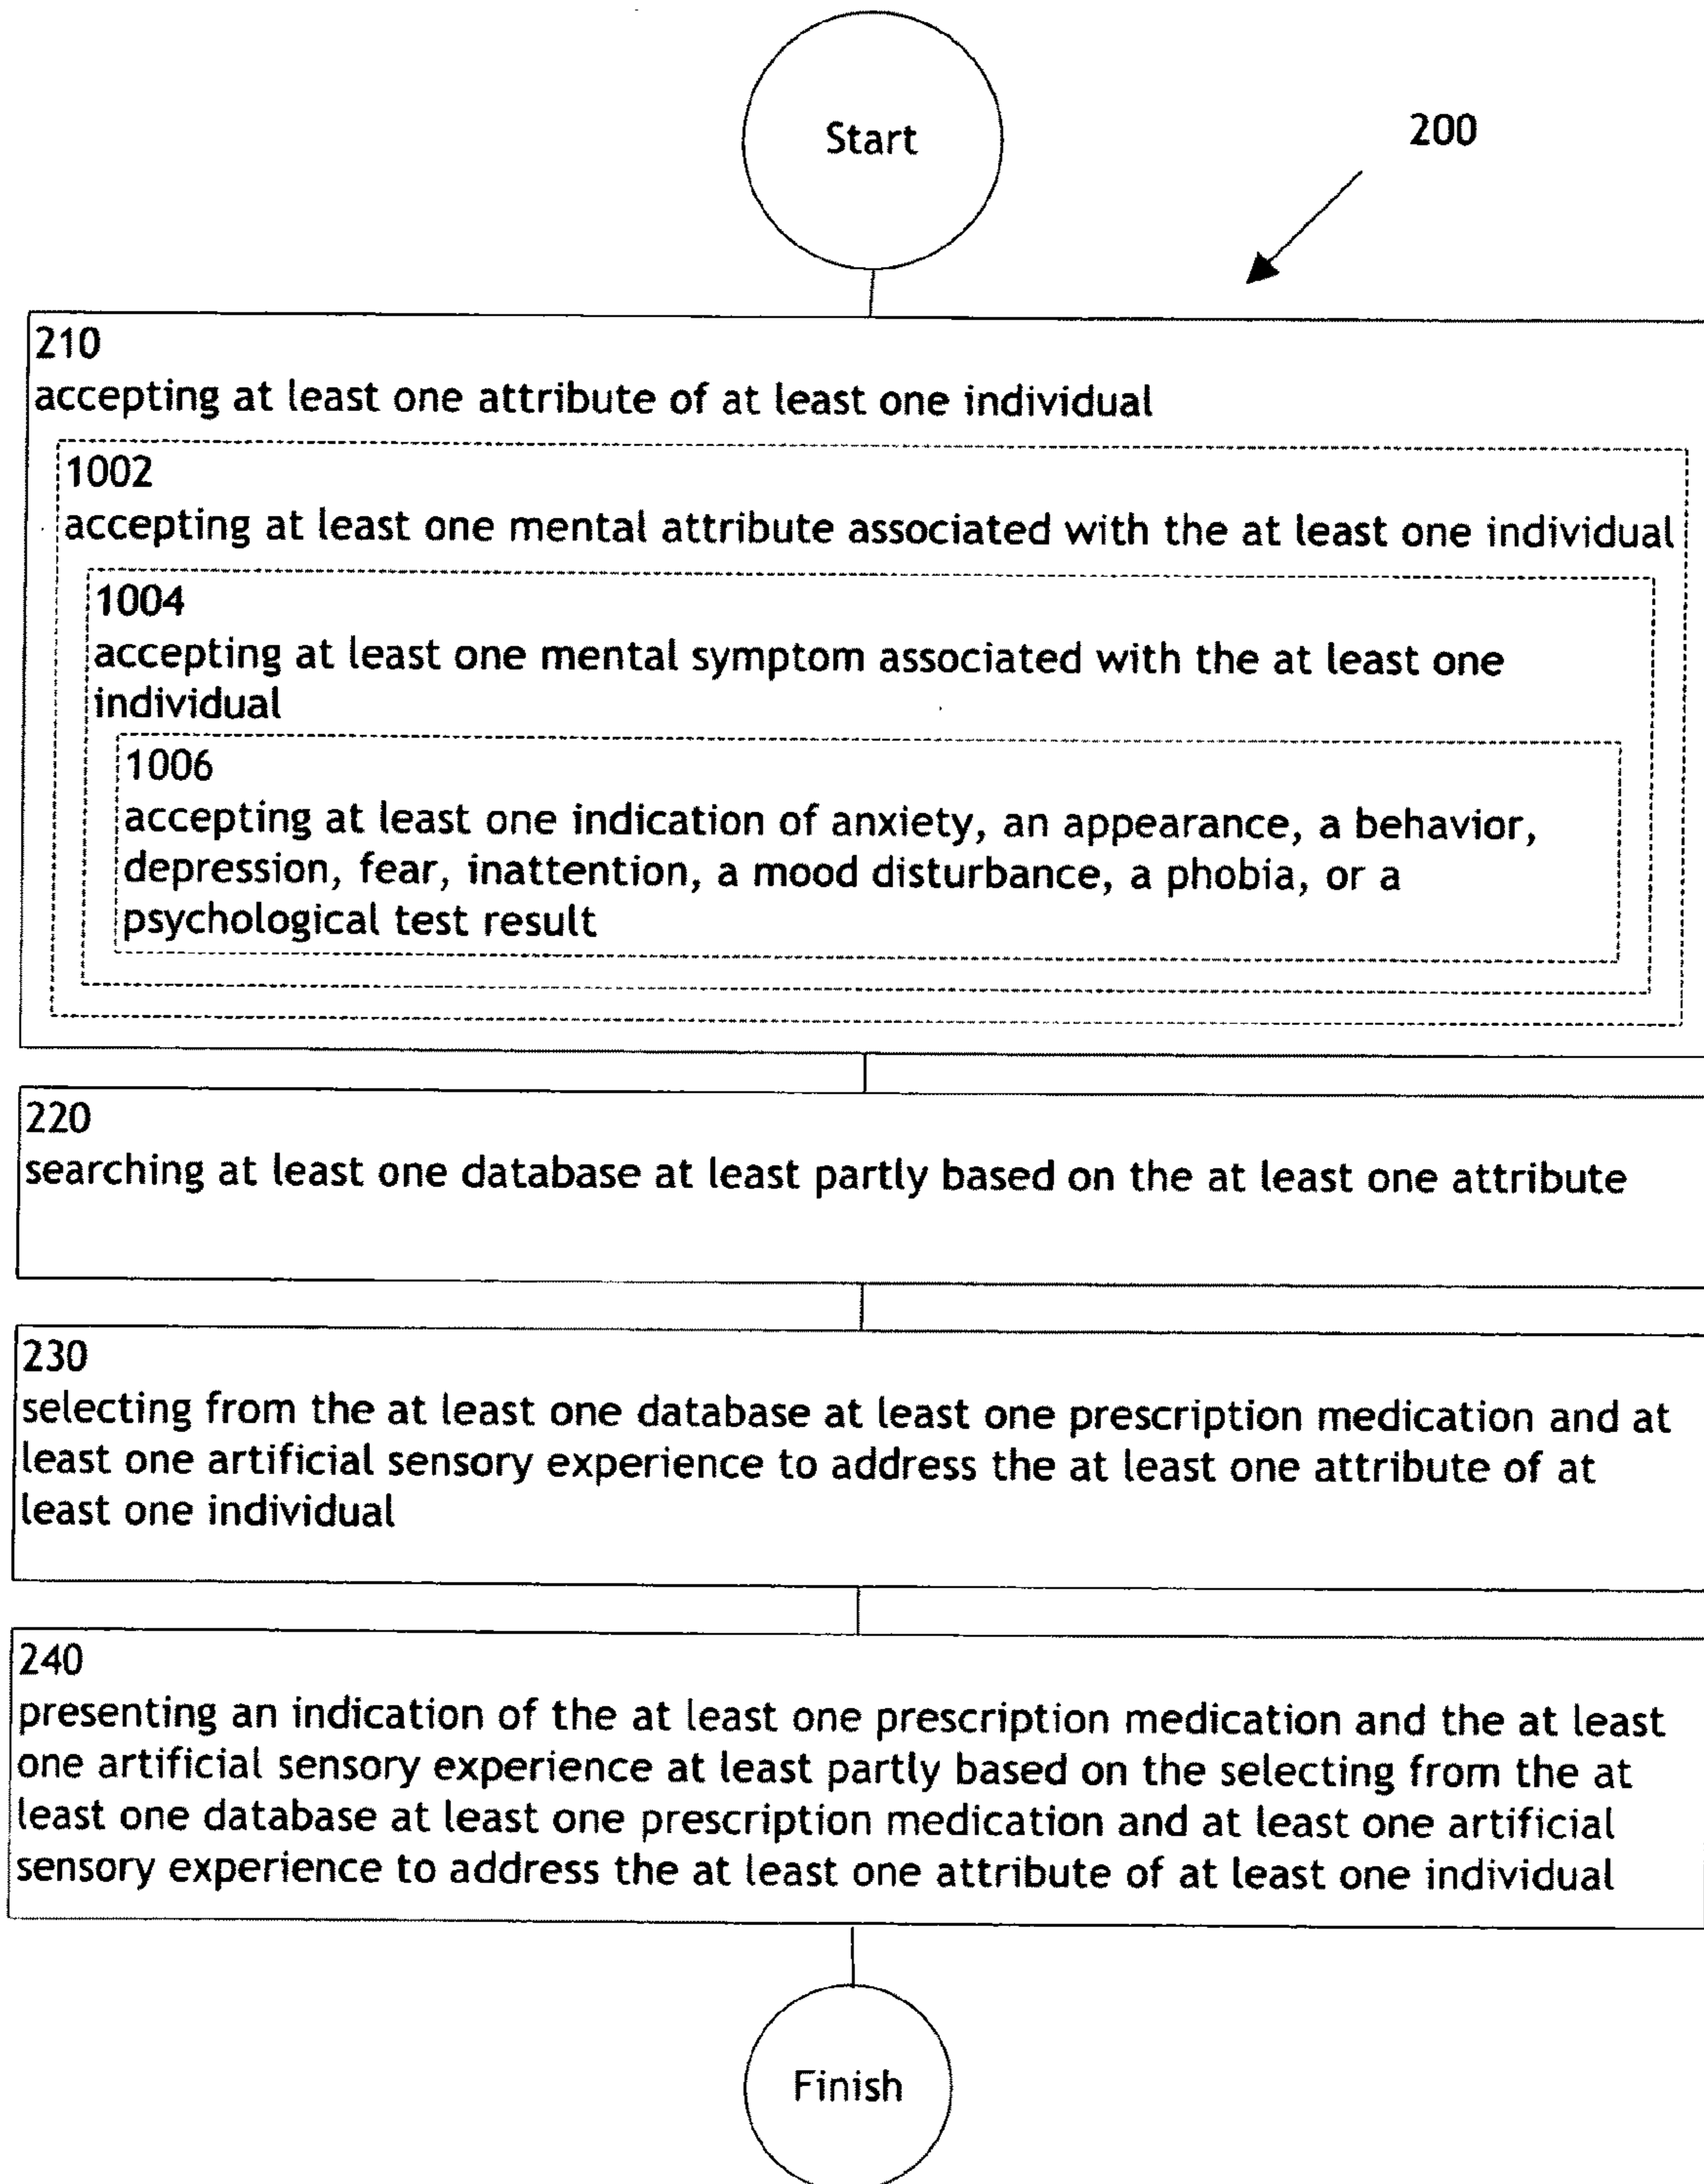 Start
200
210
accepting at least one attribute of at least one individual
1002
accepting at least one mental attribute associated with the at least one individual
1004
accepting at least one mental symptom associated with the at least one
individual
1006
accepting at least one indication of anxiety, an appearance, a behavior,
depression, fear, inattention, a mood disturbance, a phobia, or a
psychological test result
220
searching at least one database at least partly based on the at least one attribute
230
selecting from the at least one database at least one prescription medication and at
least one artificial sensory experience to address the at least one attribute of at
least one individual
240
presenting an indication of the at least one prescription medication and the at least
one artificial sensory experience at least partly based on the selecting from the at
least one database at least one prescription medication and at least one artificial
sensory experience to address the at least one attribute of at least one individual
Finish